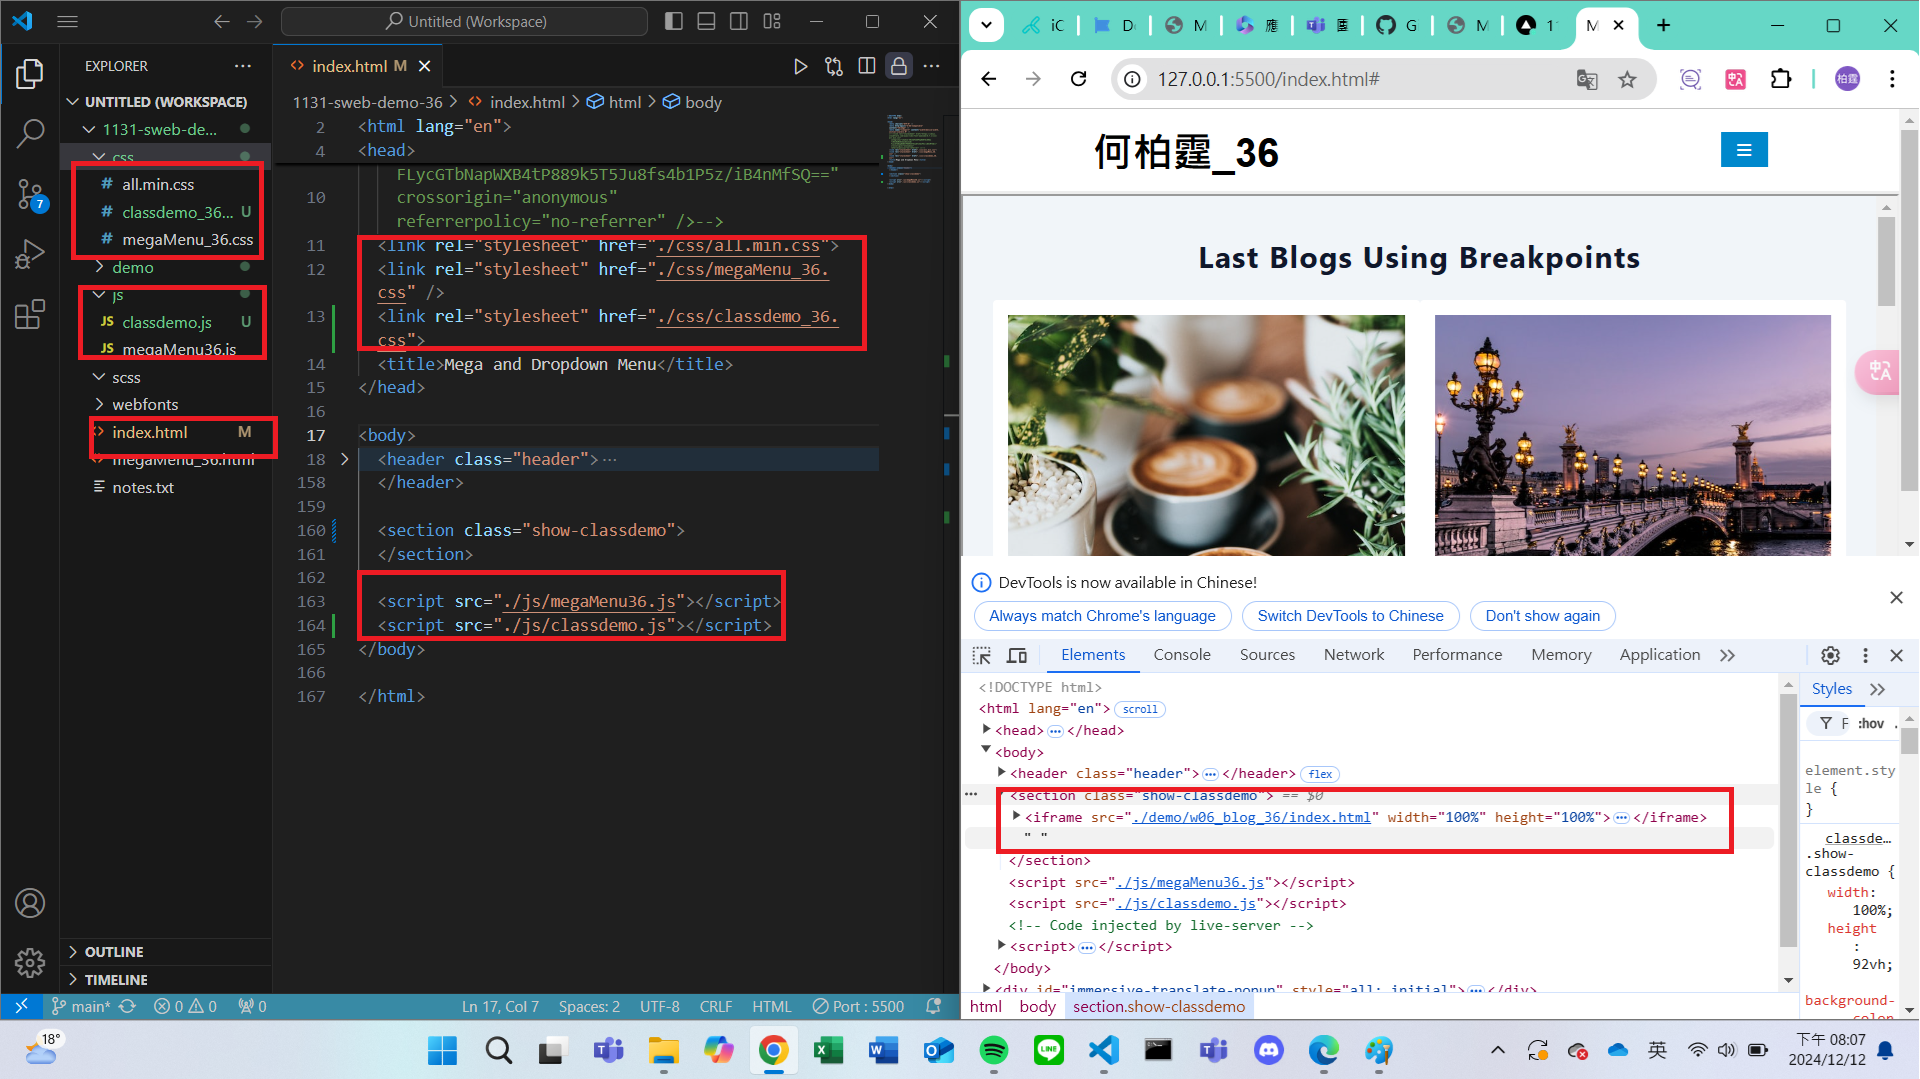 Untitled (Workspace)
EXPLORER
UNTITLED (WORKSPACE)
1131-sweb-de...
css
# all.min.css
# classdemo_36... U
# megaMenu_36.css
demo
js
JS classdemo.js U
JS megaMenu36.js
scss
webfonts
<> index.html M
<> megaMenu_36.html
notes.txt
OUTLINE
TIMELINE
7
<> index.html M
1131-sweb-demo-36 > <> index.html > html > body
2 <html lang="en">
4 <head>
FLycGTbNapWXB4tP889k5T5Ju8fs4b1P5z/iB4nMfSQ=="
10 crossorigin="anonymous"
referrerpolicy="no-referrer" />-->
11 <link rel="stylesheet" href="./css/all.min.css">
12 <link rel="stylesheet" href="./css/megaMenu_36.
css" />
13 <link rel="stylesheet" href="./css/classdemo_36.
css">
14 <title>Mega and Dropdown Menu</title>
15 </head>
16
17 <body>
18 <header class="header">…
158 </header>
159
160 <section class="show-classdemo">
161 </section>
162
163 <script src="./js/megaMenu36.js"></script>
164 <script src="./js/classdemo.js"></script>
165 </body>
166
167 </html>
main* 0 0 0 Ln 17, Col 7 Spaces: 2 UTF-8 CRLF HTML Port : 5500
iC D M 應 G M 1 M
127.0.0.1:5500/index.html#
柏霆
何柏霆_36
Last Blogs Using Breakpoints
DevTools is now available in Chinese!
Always match Chrome's language Switch DevTools to Chinese Don't show again
Elements Console Sources Network Performance Memory Application
<!DOCTYPE html>
<html lang="en"> scroll
<head> … </head>
<body>
<header class="header"> … </header> flex
<section class="show-classdemo"> == $0
<iframe src="./demo/w06_blog_36/index.html" width="100%" height="100%"> … </iframe>
" "
</section>
<script src="./js/megaMenu36.js"></script>
<script src="./js/classdemo.js"></script>
<!-- Code injected by live-server -->
<script> … </script>
</body>
<div id="immersive-translate-popup" style="all: initial"> … </div>
html body section.show-classdemo
Styles
F :hov .
element.sty
le {
}
classde…
.show-
classdemo {
width:
100%;
height
:
92vh;
background-
color
18°
英
下午 08:07
2024/12/12